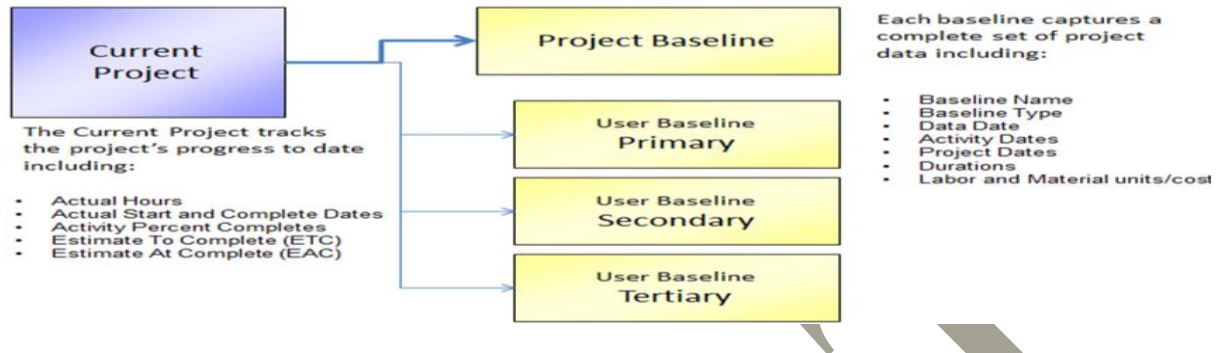 Current
Project
The Current Project tracks
the project's progress to date
including:
• Actual Hours
• Actual Start and Complete Dates
• Activity Percent Completes
• Estimate To Complete (ETC)
• Estimate At Complete (EAC)
Project Baseline
User Baseline
Primary
User Baseline
Secondary
User Baseline
Tertiary
Each baseline captures a
complete set of project
data including:
• Baseline Name
• Baseline Type
• Data Date
• Activity Dates
• Project Dates
• Durations
• Labor and Material units/cost